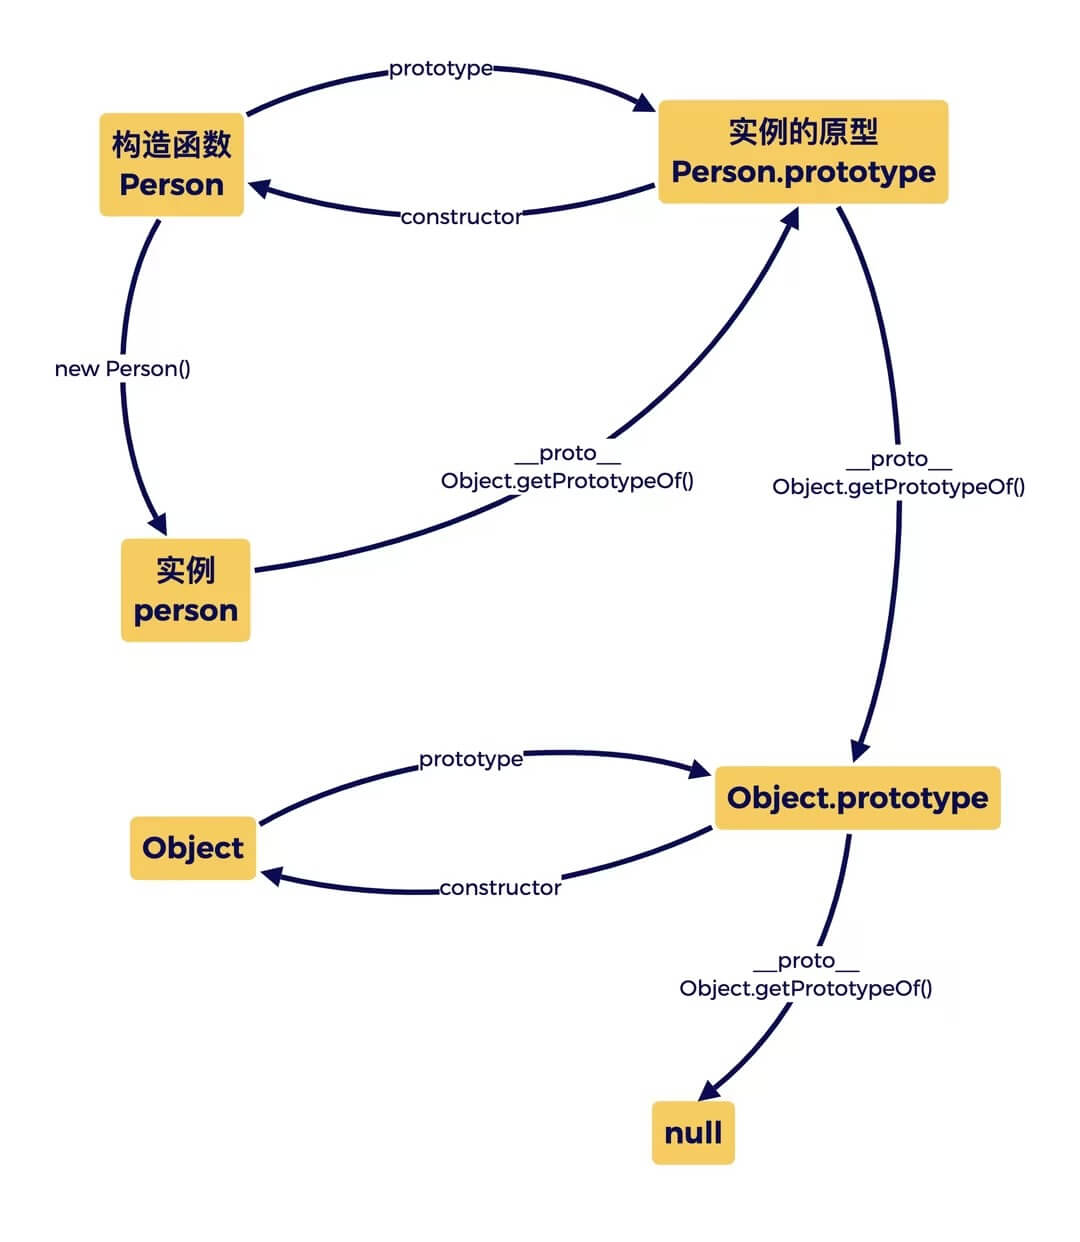 prototype
构造函数
Person
实例的原型
Person.prototype
constructor
new Person()
__proto__
Object.getPrototypeOf()
__proto__
Object.getPrototypeOf()
实例
person
prototype
Object.prototype
Object
constructor
__proto__
Object.getPrototypeOf()
null